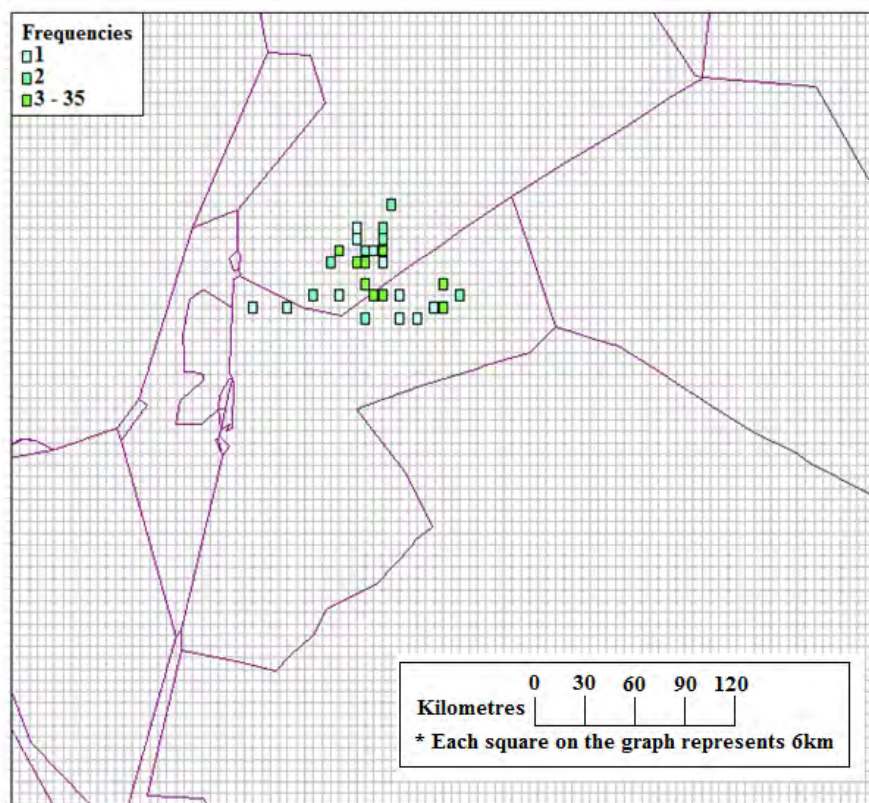 Frequencies
1
2
3 - 35
0 30 60 90 120
Kilometres
* Each square on the graph represents 6km